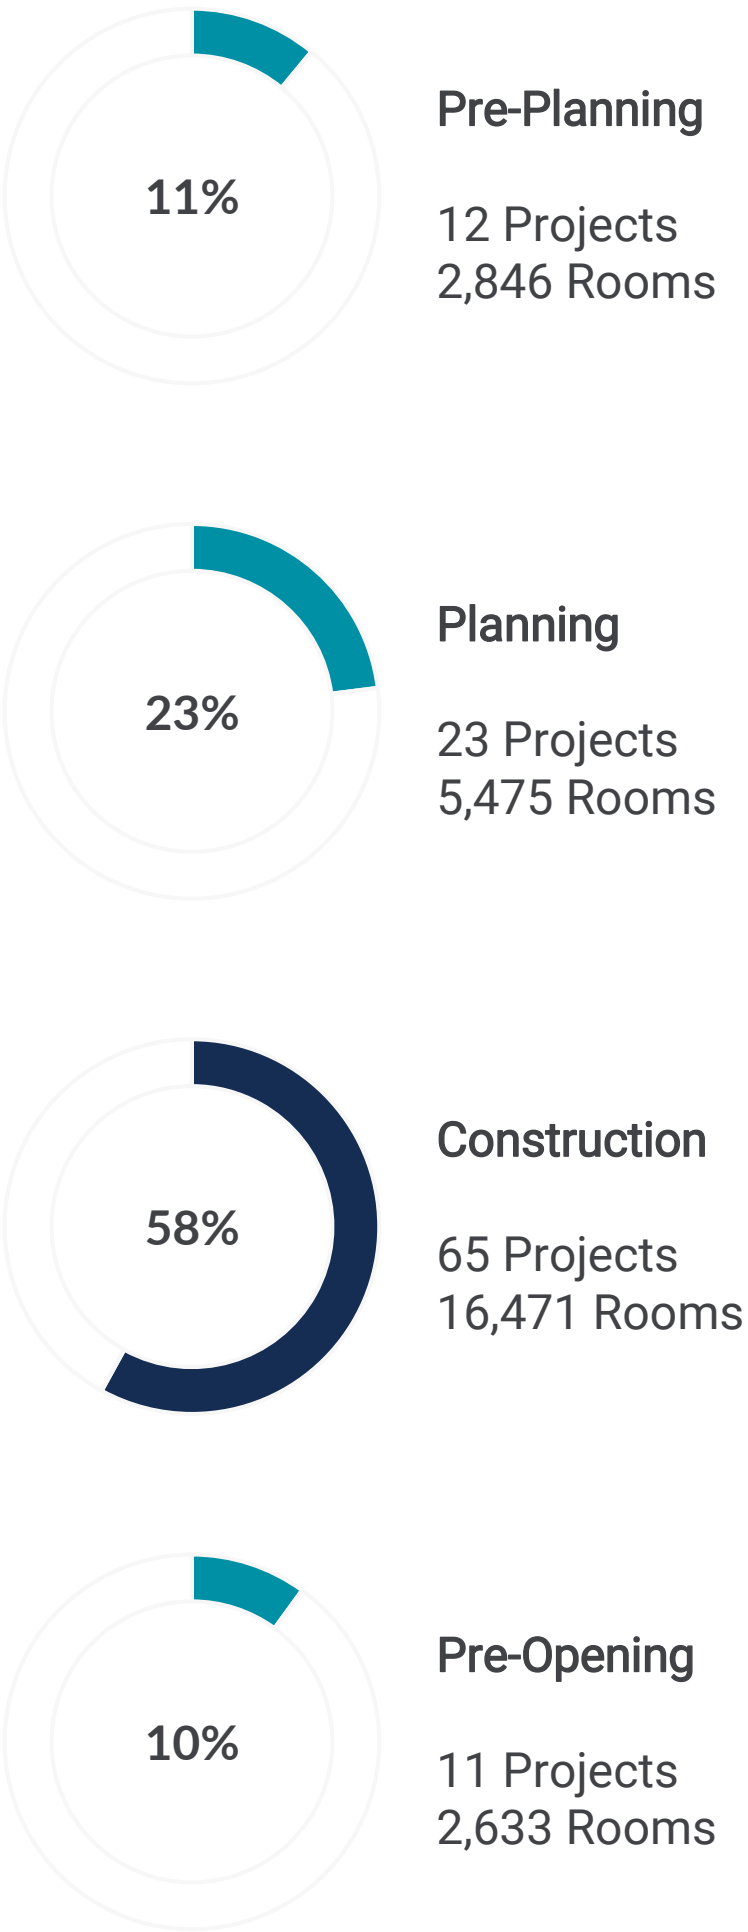 11%
Pre-Planning
12 Projects
2,846 Rooms
23%
Planning
23 Projects
5,475 Rooms
58%
Construction
65 Projects
16,471 Rooms
10%
Pre-Opening
11 Projects
2,633 Rooms